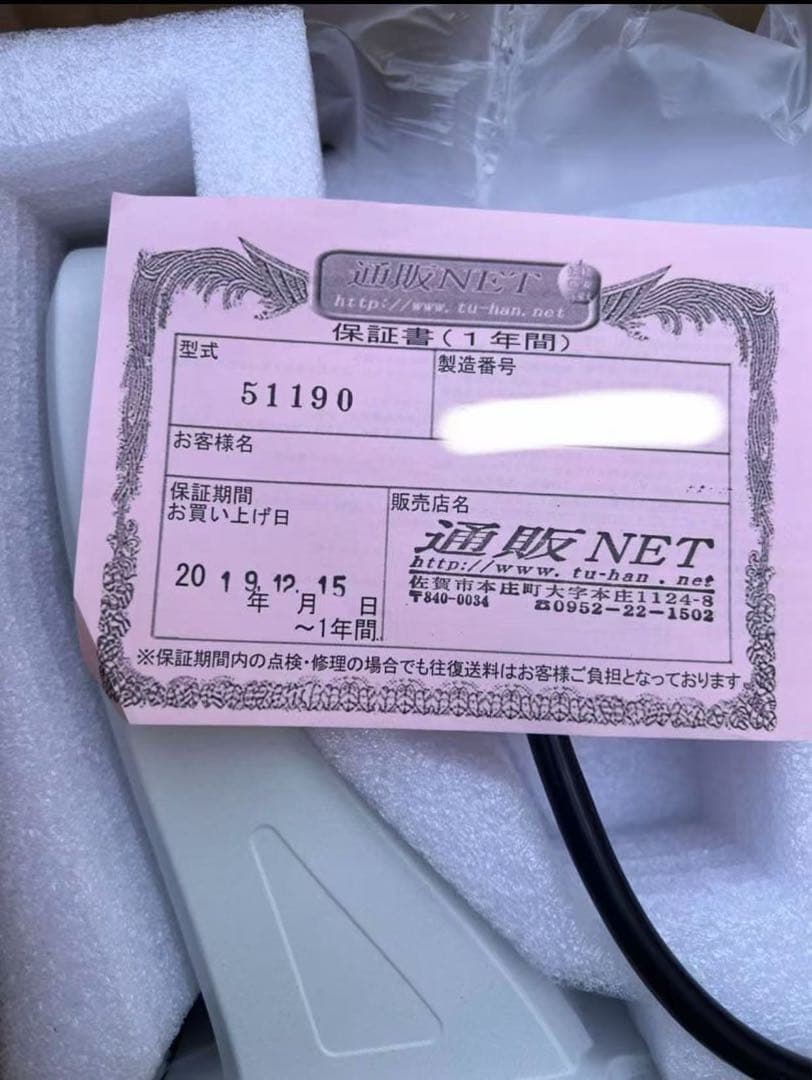 通販NET
http://www.tu-han.net
保証書(1年間)
型式
51190
製造番号
お客様名
保証期間
お買い上げ日
2019.12.15
年 月 日
~1年間
販売店名
通販NET
http://www.tu-han.net
佐賀市本庄町大字本庄1124-8
〒840-0034 ☎0952-22-1502
※保証期間内の点検・修理の場合でも往復送料はお客様ご負担となっております